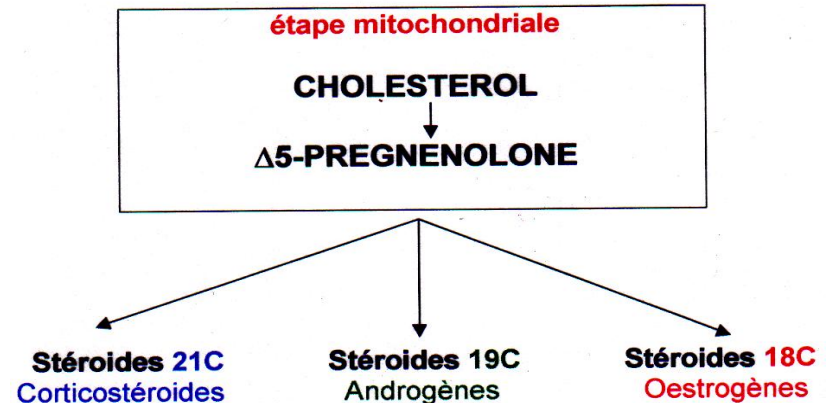 étape mitochondriale
CHOLESTEROL
Δ5-PREGNENOLONE
Stéroides 21C
Corticostéroides
Stéroides 19C
Androgènes
Stéroides 18C
Oestrogènes